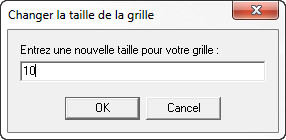 Changer la taille de la grille
Entrez une nouvelle taille pour votre grille :
10
OK
Cancel